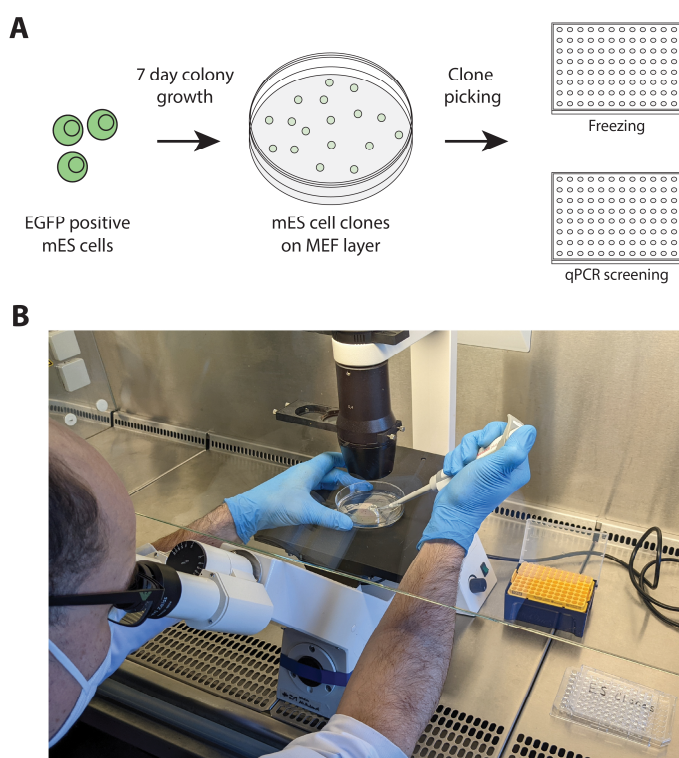 A
7 day colony
growth
Clone
picking
Freezing
EGFP positive
mES cells
mES cell clones
on MEF layer
qPCR screening
B
ES clones